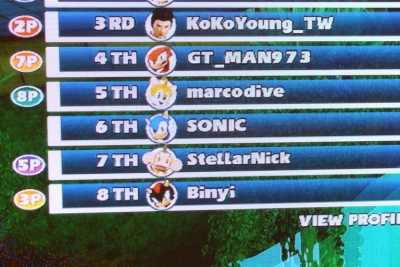 2P 3RD KoKoYoung_TW
7P 4TH GT_MAN973
8P 5TH marcodive
6TH SONIC
5P 7TH StellarNick
3P 8TH Binyi
VIEW PROFI